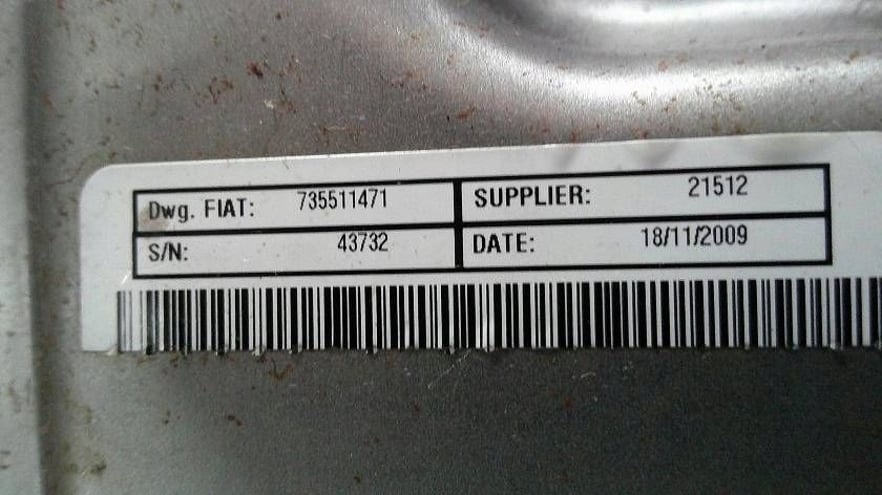 Dwg. FIAT: 735511471 SUPPLIER: 21512
S/N: 43732 DATE: 18/11/2009